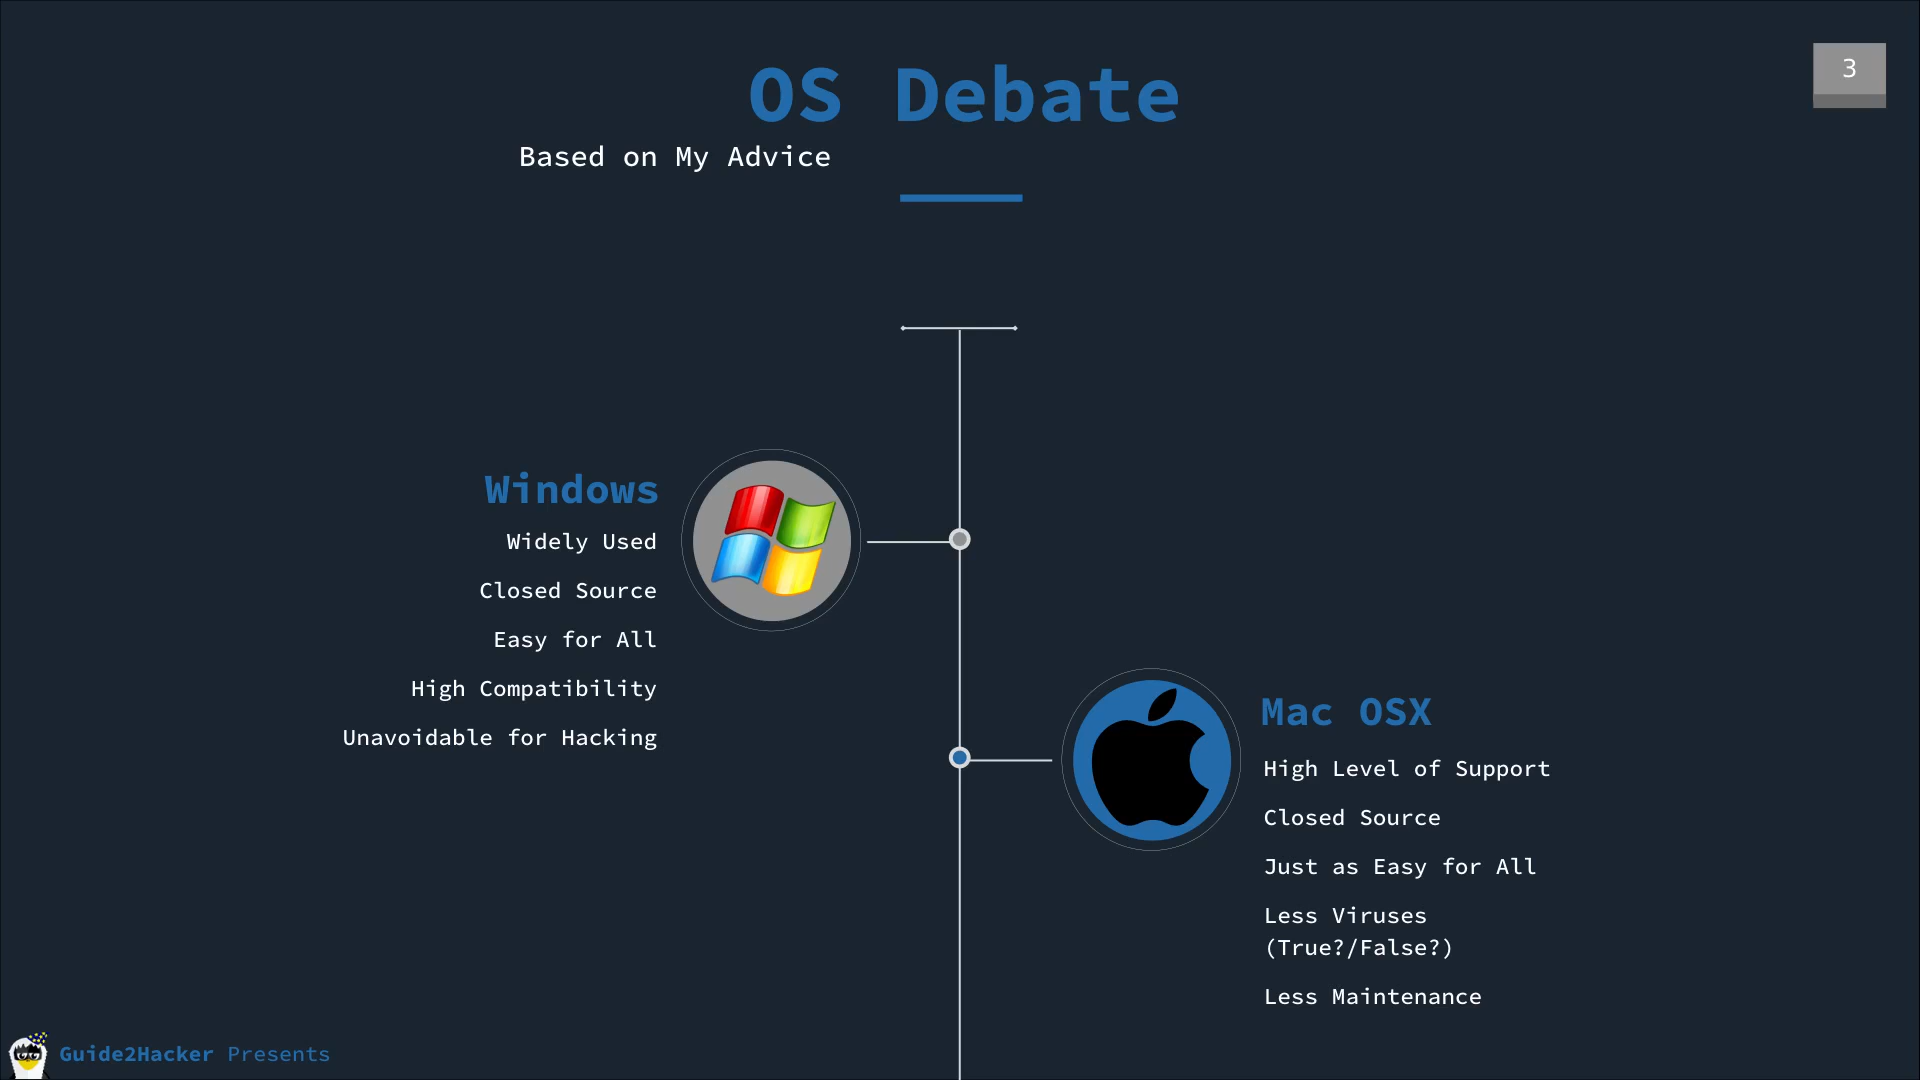 OS Debate
3
Based on My Advice
Windows
Widely Used
Closed Source
Easy for All
High Compatibility
Unavoidable for Hacking
Mac OSX
High Level of Support
Closed Source
Just as Easy for All
Less Viruses
(True?/False?)
Less Maintenance
Guide2Hacker Presents